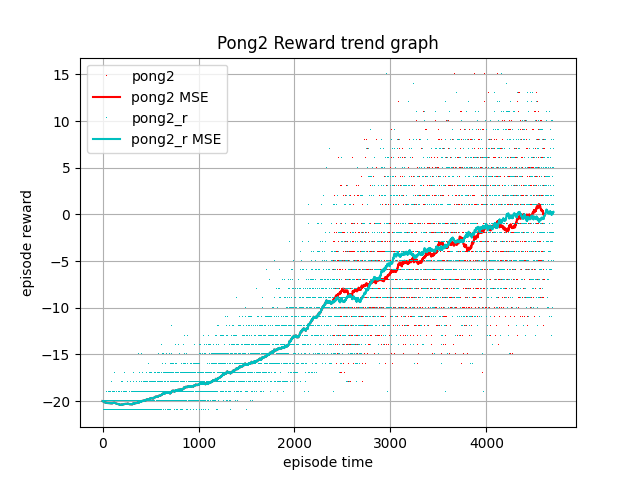 Pong2 Reward trend graph
pong2
pong2 MSE
pong2_r
pong2_r MSE
episode reward
15
10
5
0
−5
−10
−15
−20
0 1000 2000 3000 4000
episode time